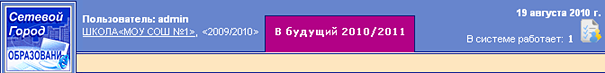 Сетевой
Город
ОБРАЗОВАНИЕ
Пользователь: admin
ШКОЛА<МОУ СОШ №1>, <2009/2010>
В будущий 2010/2011
19 августа 2010 г.
В системе работает: 1